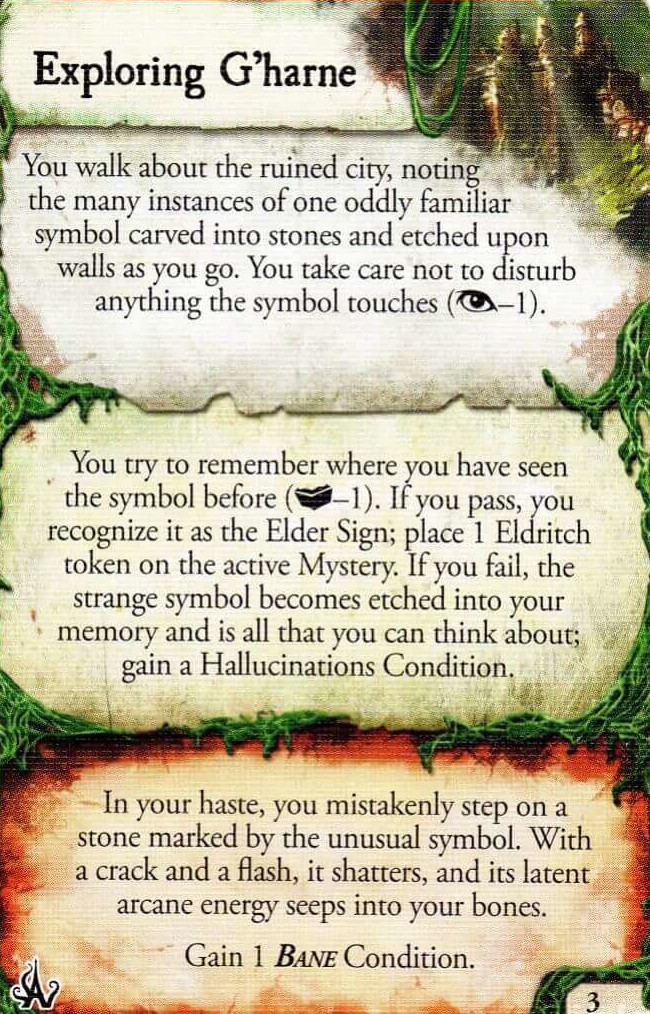 Exploring G'harne
You walk about the ruined city, noting
the many instances of one oddly familiar
symbol carved into stones and etched upon
walls as you go. You take care not to disturb
anything the symbol touches (–1).
You try to remember where you have seen
the symbol before (–1). If you pass, you
recognize it as the Elder Sign; place 1 Eldritch
token on the active Mystery. If you fail, the
strange symbol becomes etched into your
memory and is all that you can think about;
gain a Hallucinations Condition.
In your haste, you mistakenly step on a
stone marked by the unusual symbol. With
a crack and a flash, it shatters, and its latent
arcane energy seeps into your bones.
Gain 1 BANE Condition.
3